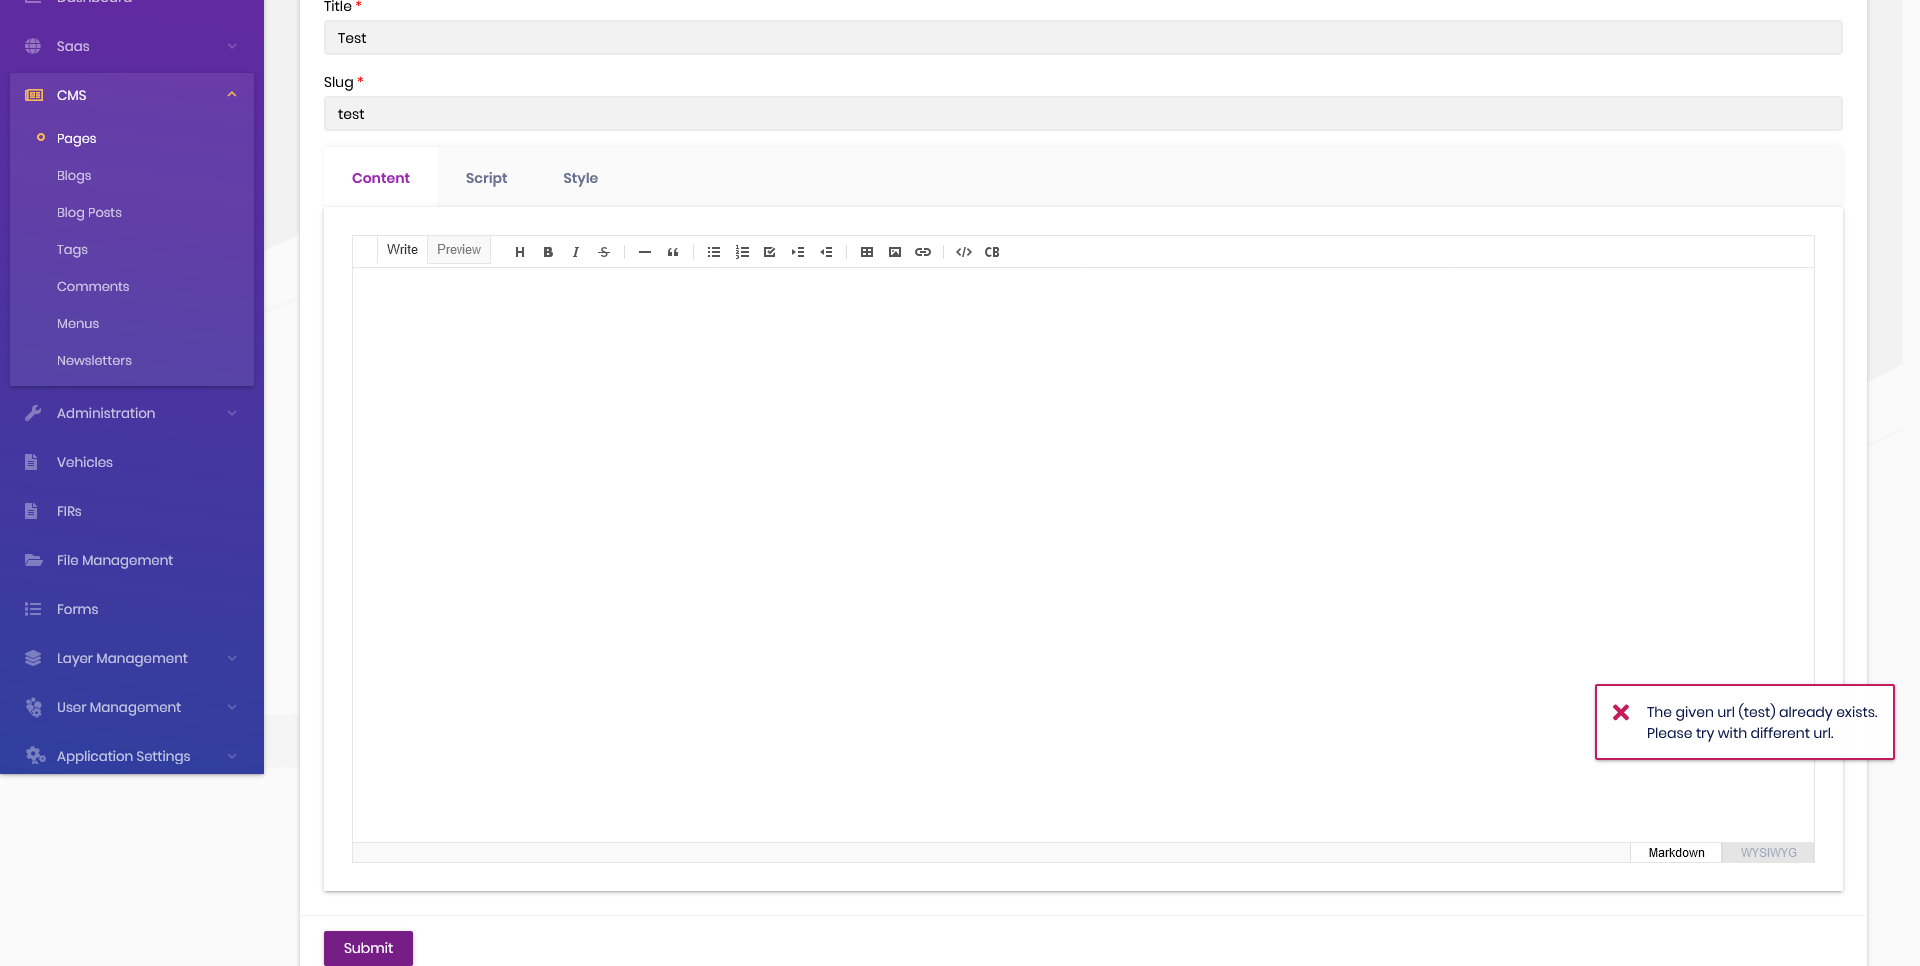 Dashboard
Saas
CMS
Pages
Blogs
Blog Posts
Tags
Comments
Menus
Newsletters
Administration
Vehicles
FIRs
File Management
Forms
Layer Management
User Management
Application Settings
Title *
Test
Slug *
test
Content Script Style
Write Preview H B I S CB
The given url (test) already exists.
Please try with different url.
Markdown WYSIWYG
Submit